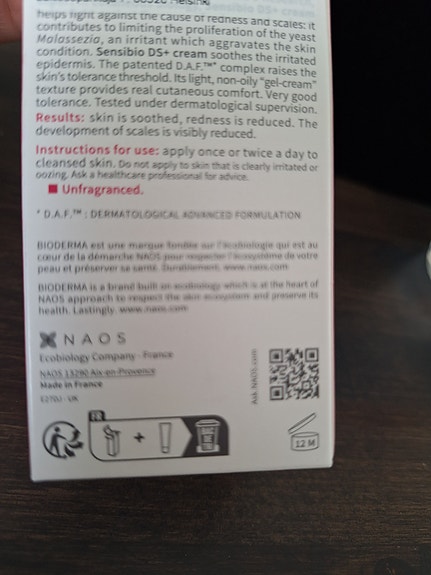 Sensibio DS+ cream
helps fight against the cause of redness and scales: it
contributes to limiting the proliferation of the yeast
Malassezia, an irritant which aggravates the skin
condition. Sensibio DS+ cream soothes the irritated
epidermis. The patented D.A.F.™* complex raises the
skin's tolerance threshold. Its light, non-oily "gel-cream"
texture provides real cutaneous comfort. Very good
tolerance. Tested under dermatological supervision.
Results: skin is soothed, redness is reduced. The
development of scales is visibly reduced.
Instructions for use: apply once or twice a day to
cleansed skin. Do not apply to skin that is clearly irritated or
oozing. Ask a healthcare professional for advice.
Unfragranced.
* D.A.F.™ : DERMATOLOGICAL ADVANCED FORMULATION
BIODERMA est une marque fondée sur l'écobiologie qui est au
cœur de la démarche NAOS pour respecter l'écosystème de votre
peau et préserver sa santé. Durablement. www.naos.com
BIODERMA is a brand built on ecobiology which is at the heart of
NAOS approach to respect the skin ecosystem and preserve its
health. Lastingly. www.naos.com
NAOS
Ecobiology Company - France
NAOS 13290 Aix-en-Provence
Made in France
Ask.NAOS.com
FR
+
BAC
DE
TRI
12 M